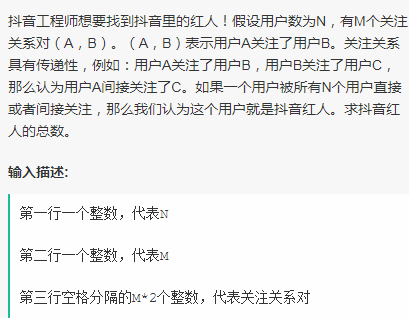 抖音工程师想要找到抖音里的红人！假设用户数为N，有M个关注
关系对（A，B）。（A，B）表示用户A关注了用户B。关注关系
具有传递性，例如：用户A关注了用户B，用户B关注了用户C，
那么认为用户A间接关注了C。如果一个用户被所有N个用户直接
或者间接关注，那么我们认为这个用户就是抖音红人。求抖音红
人的总数。
输入描述:
第一行一个整数，代表N
第二行一个整数，代表M
第三行空格分隔的M*2个整数，代表关注关系对